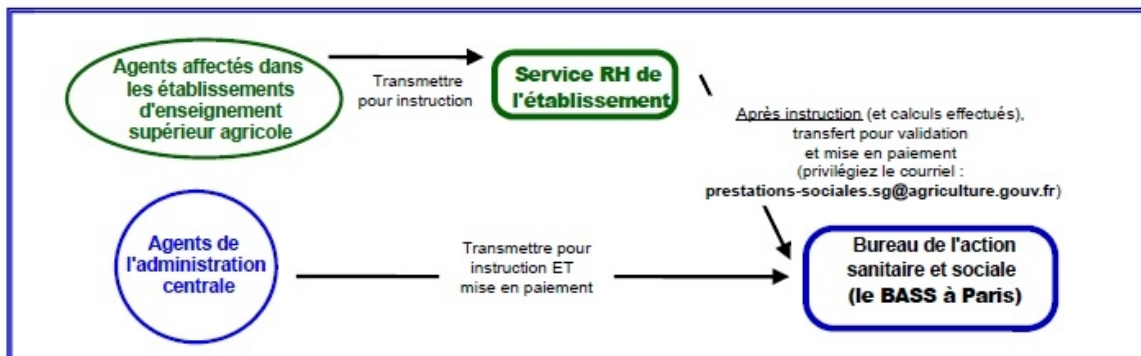 Agents affectés dans
les établissements
d'enseignement
supérieur agricole
Transmettre
pour instruction
Service RH de
l'établissement
Après instruction (et calculs effectués),
transfert pour validation
et mise en paiement
(privilégiez le courriel :
prestations-sociales.sg@agriculture.gouv.fr)
Agents de
l'administration
centrale
Transmettre pour
instruction ET
mise en paiement
Bureau de l'action
sanitaire et sociale
(le BASS à Paris)